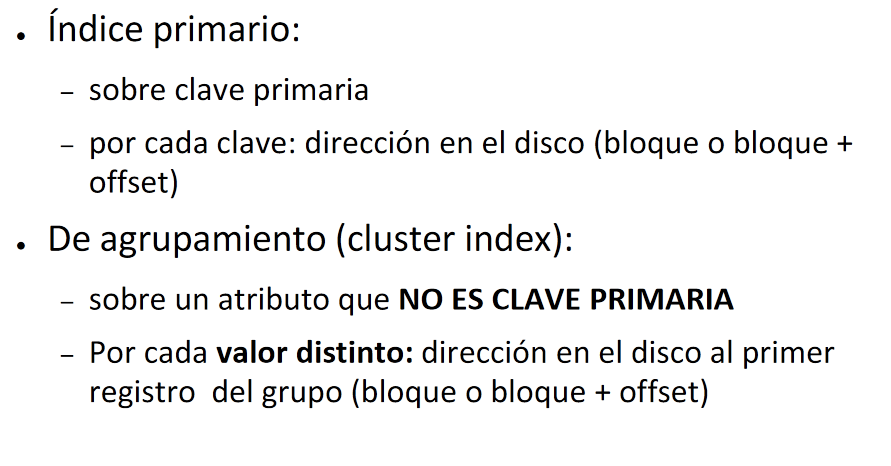 • Índice primario:
– sobre clave primaria
– por cada clave: dirección en el disco (bloque o bloque +
offset)
• De agrupamiento (cluster index):
– sobre un atributo que NO ES CLAVE PRIMARIA
– Por cada valor distinto: dirección en el disco al primer
registro del grupo (bloque o bloque + offset)